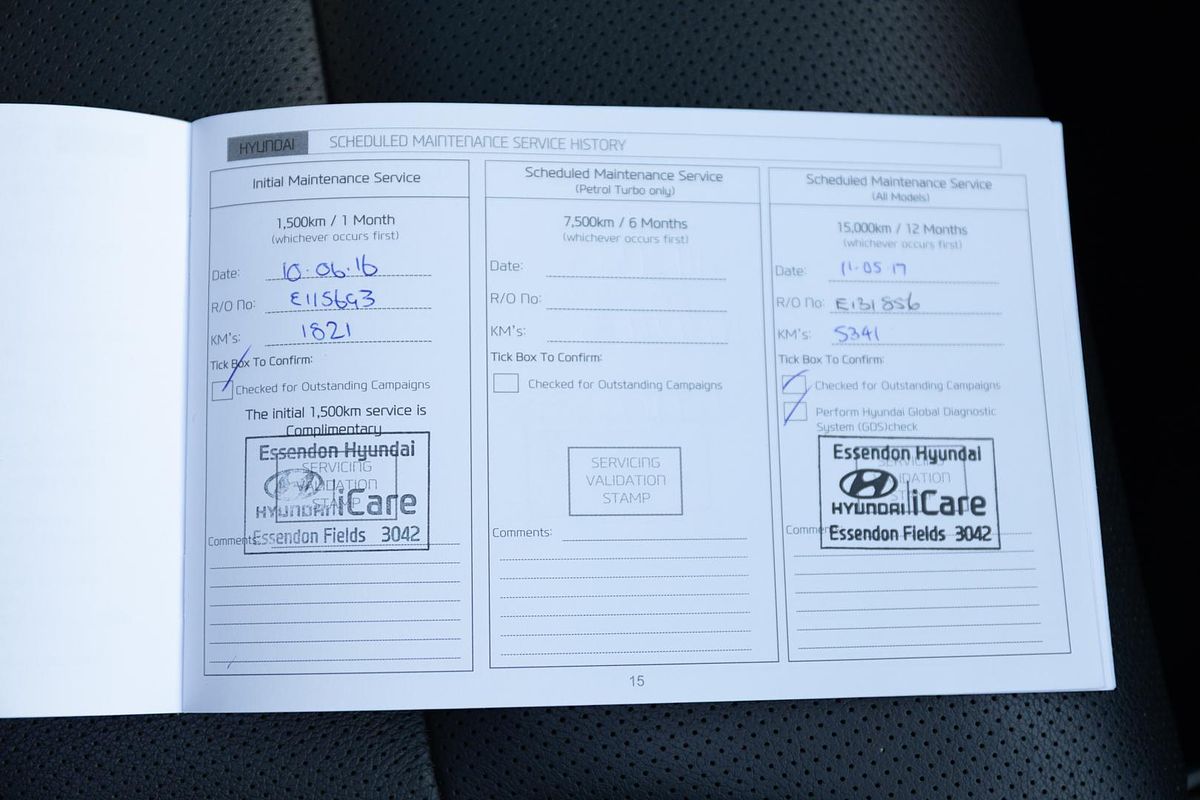 HYUNDAI SCHEDULED MAINTENANCE SERVICE HISTORY
Initial Maintenance Service
1,500km / 1 Month
(whichever occurs first)
Date: 10.06.16
R/O No: E115693
KM's: 1821
Tick Box To Confirm:
Checked for Outstanding Campaigns
The initial 1,500km service is
Complimentary
Essendon Hyundai
SERVICING
VALIDATION
STAMP
HYUNDAI iCare
Essendon Fields 3042
Comments:
Scheduled Maintenance Service
(Petrol Turbo only)
7,500km / 6 Months
(whichever occurs first)
Date:
R/O No:
KM's:
Tick Box To Confirm:
Checked for Outstanding Campaigns
SERVICING
VALIDATION
STAMP
Comments:
Scheduled Maintenance Service
(All Models)
15,000km / 12 Months
(whichever occurs first)
Date: 11-05 17
R/O No: E131856
KM's: 5341
Tick Box To Confirm:
Checked for Outstanding Campaigns
Perform Hyundai Global Diagnostic
System (GDS)check
Essendon Hyundai
HYUNDAI iCare
Essendon Fields 3042
15